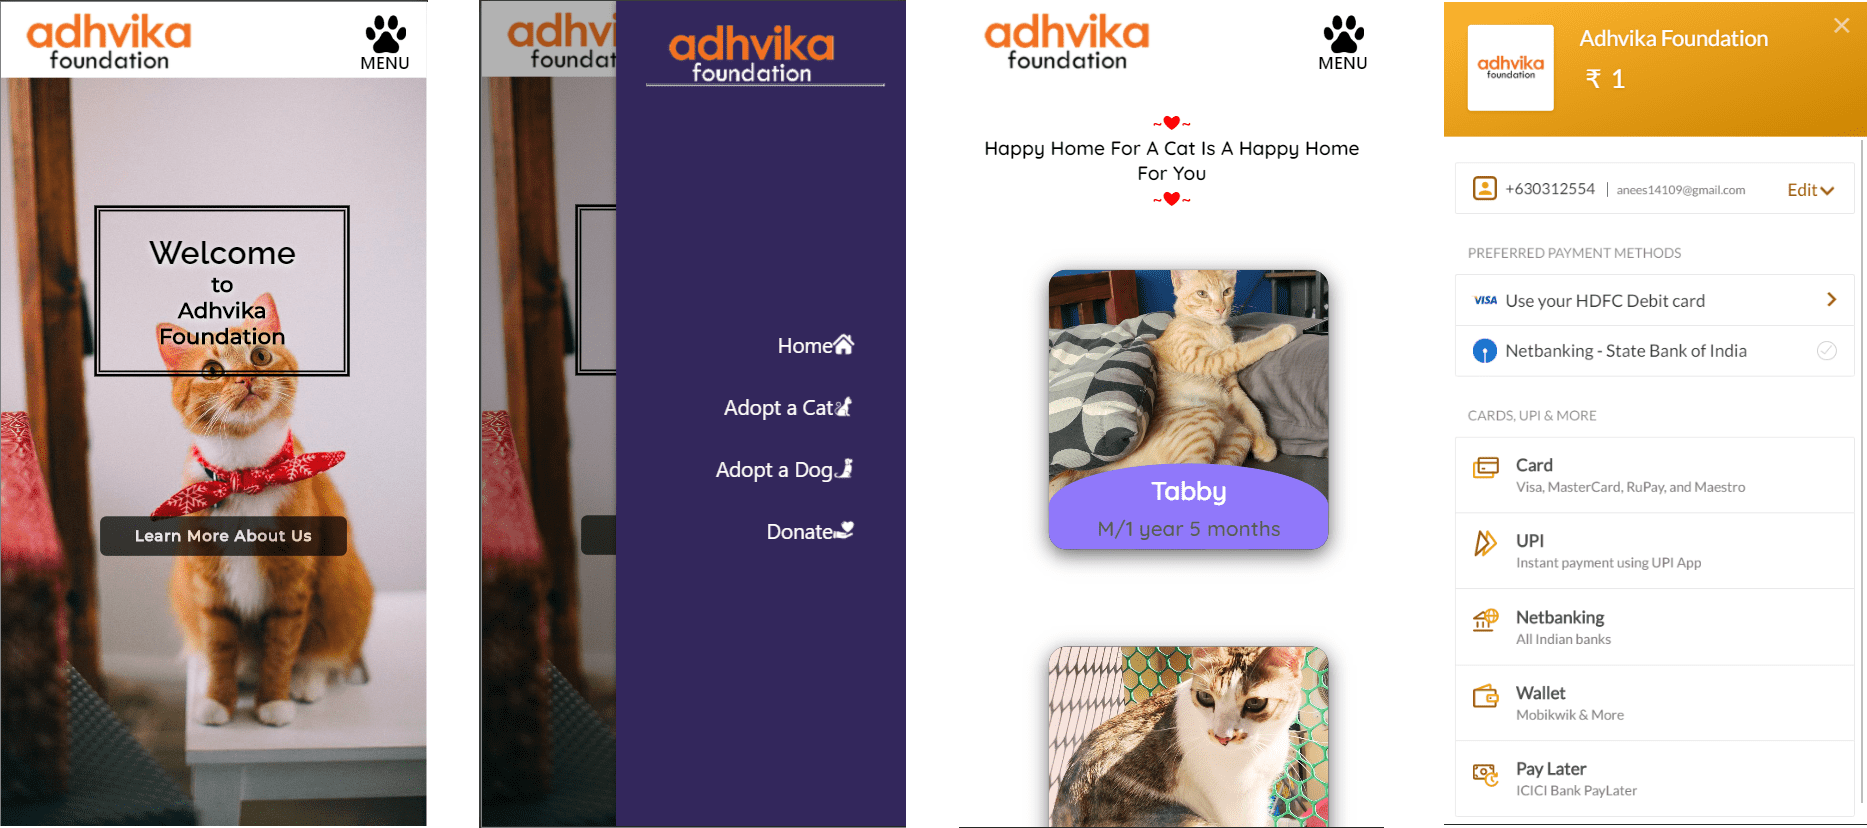 adhvika
foundation
MENU
Welcome
to
Adhvika
Foundation
Learn More About Us
adhvika
foundat
adhvika
foundation
Home
Adopt a Cat
Adopt a Dog
Donate
adhvika
foundation
MENU
~♥~
Happy Home For A Cat Is A Happy Home
For You
~♥~
Tabby
M/1 year 5 months
adhvika
foundation
Adhvika Foundation
₹ 1
+630312554 | anees14109@gmail.com Edit
PREFERRED PAYMENT METHODS
VISA Use your HDFC Debit card
Netbanking - State Bank of India
CARDS, UPI & MORE
Card
Visa, MasterCard, RuPay, and Maestro
UPI
Instant payment using UPI App
Netbanking
All Indian banks
Wallet
Mobikwik & More
Pay Later
ICICI Bank PayLater